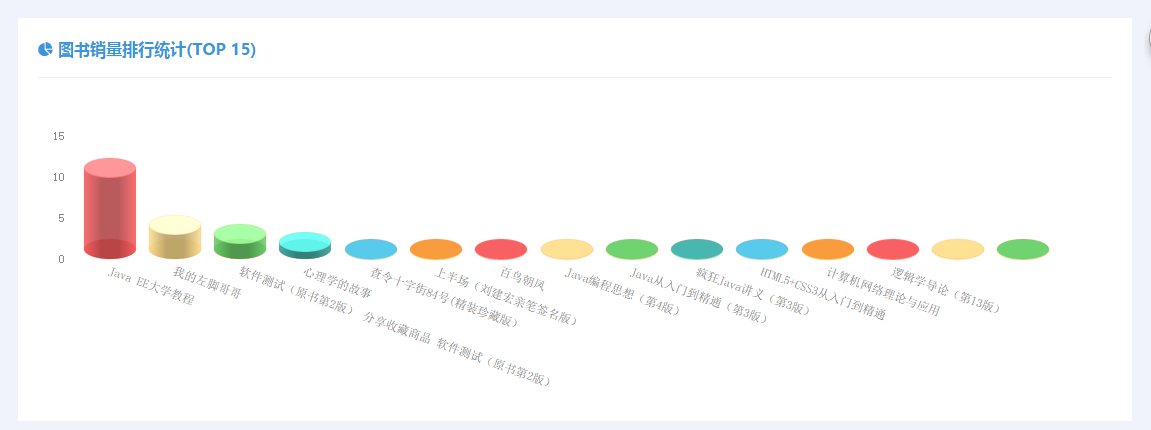 图书销量排行统计(TOP 15)
15
10
5
0
Java EE大学教程
我的左脚哥哥
软件测试（原书第2版） 分享收藏商品 软件测试（原书第2版）
心理学的故事
查令十字街84号(精装珍藏版)
上半场（刘建宏亲笔签名版）
百鸟朝风
Java编程思想（第4版）
Java从入门到精通（第3版）
疯狂Java讲义（第3版）
HTML5+CSS3从入门到精通
计算机网络理论与应用
逻辑学导论（第13版）